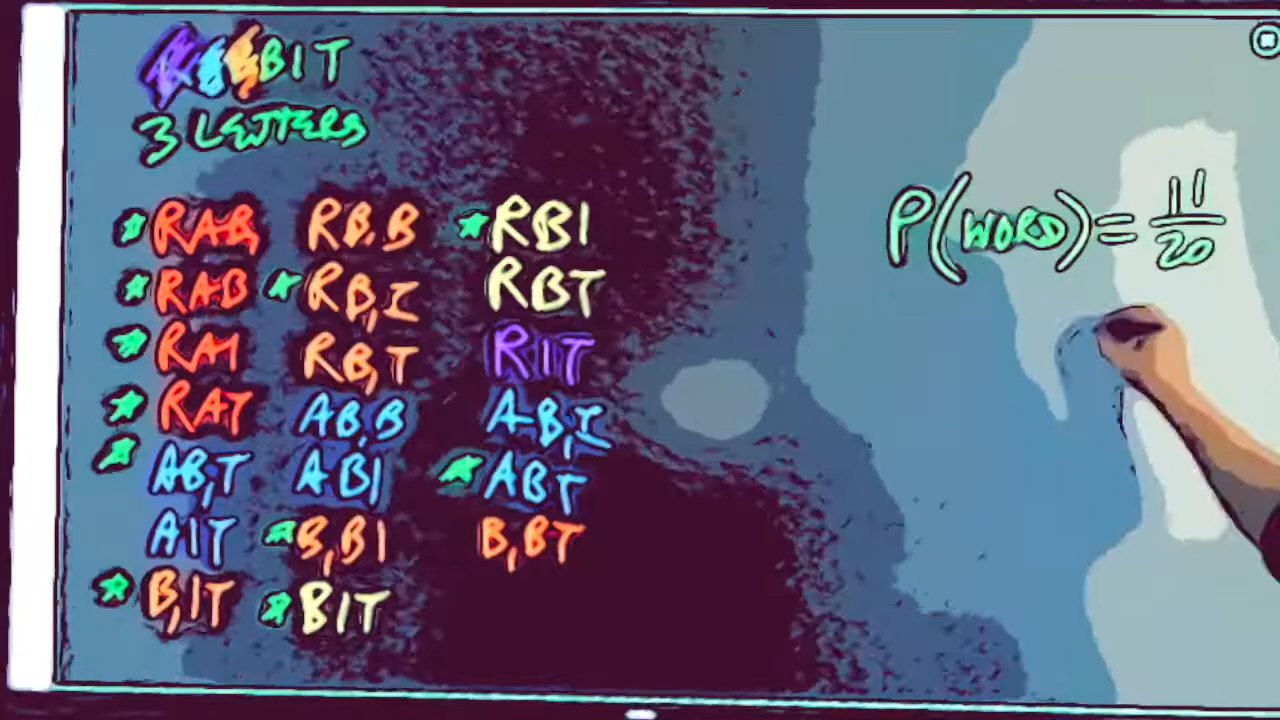 RABBIT
3 LETTERS
★ RAB, RB,B ★ RBI
★ RAB ★ RB,I RBT
★ RAI RB,T RIT
★ RAT AB,B AB,I
★ AB,T ABI ★ ABT
AIT ★ B,BI B,BT
★ B,IT ★ BIT
P(WORD) = 11/20